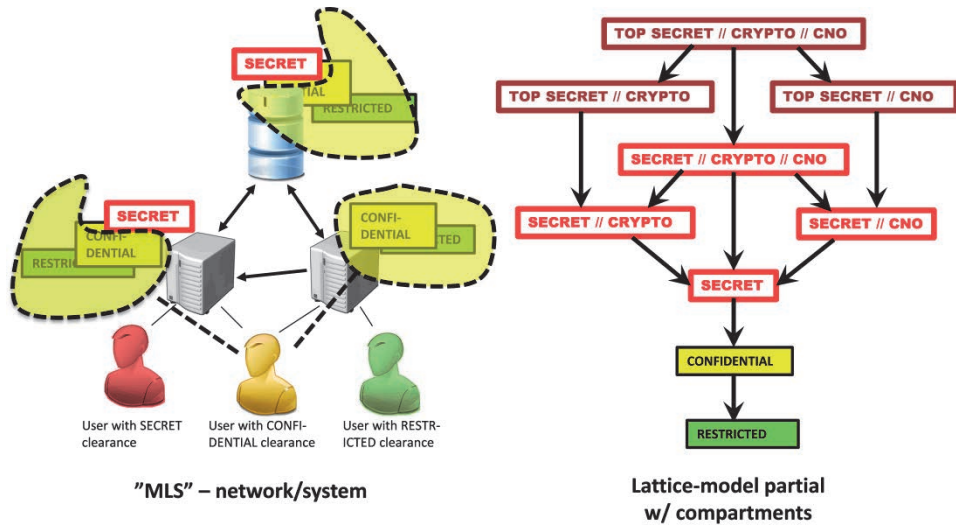 SECRET
ENTIAL
RESTRICTED
SECRET
CONFI-
DENTIAL
RESTRICTED
CONFI-
DENTIAL
CTED
User with SECRET
clearance
User with CONFI-
DENTIAL clearance
User with RESTR-
ICTED clearance
”MLS” – network/system
TOP SECRET // CRYPTO // CNO
TOP SECRET // CRYPTO
TOP SECRET // CNO
SECRET // CRYPTO // CNO
SECRET // CRYPTO
SECRET // CNO
SECRET
CONFIDENTIAL
RESTRICTED
Lattice-model partial
w/ compartments